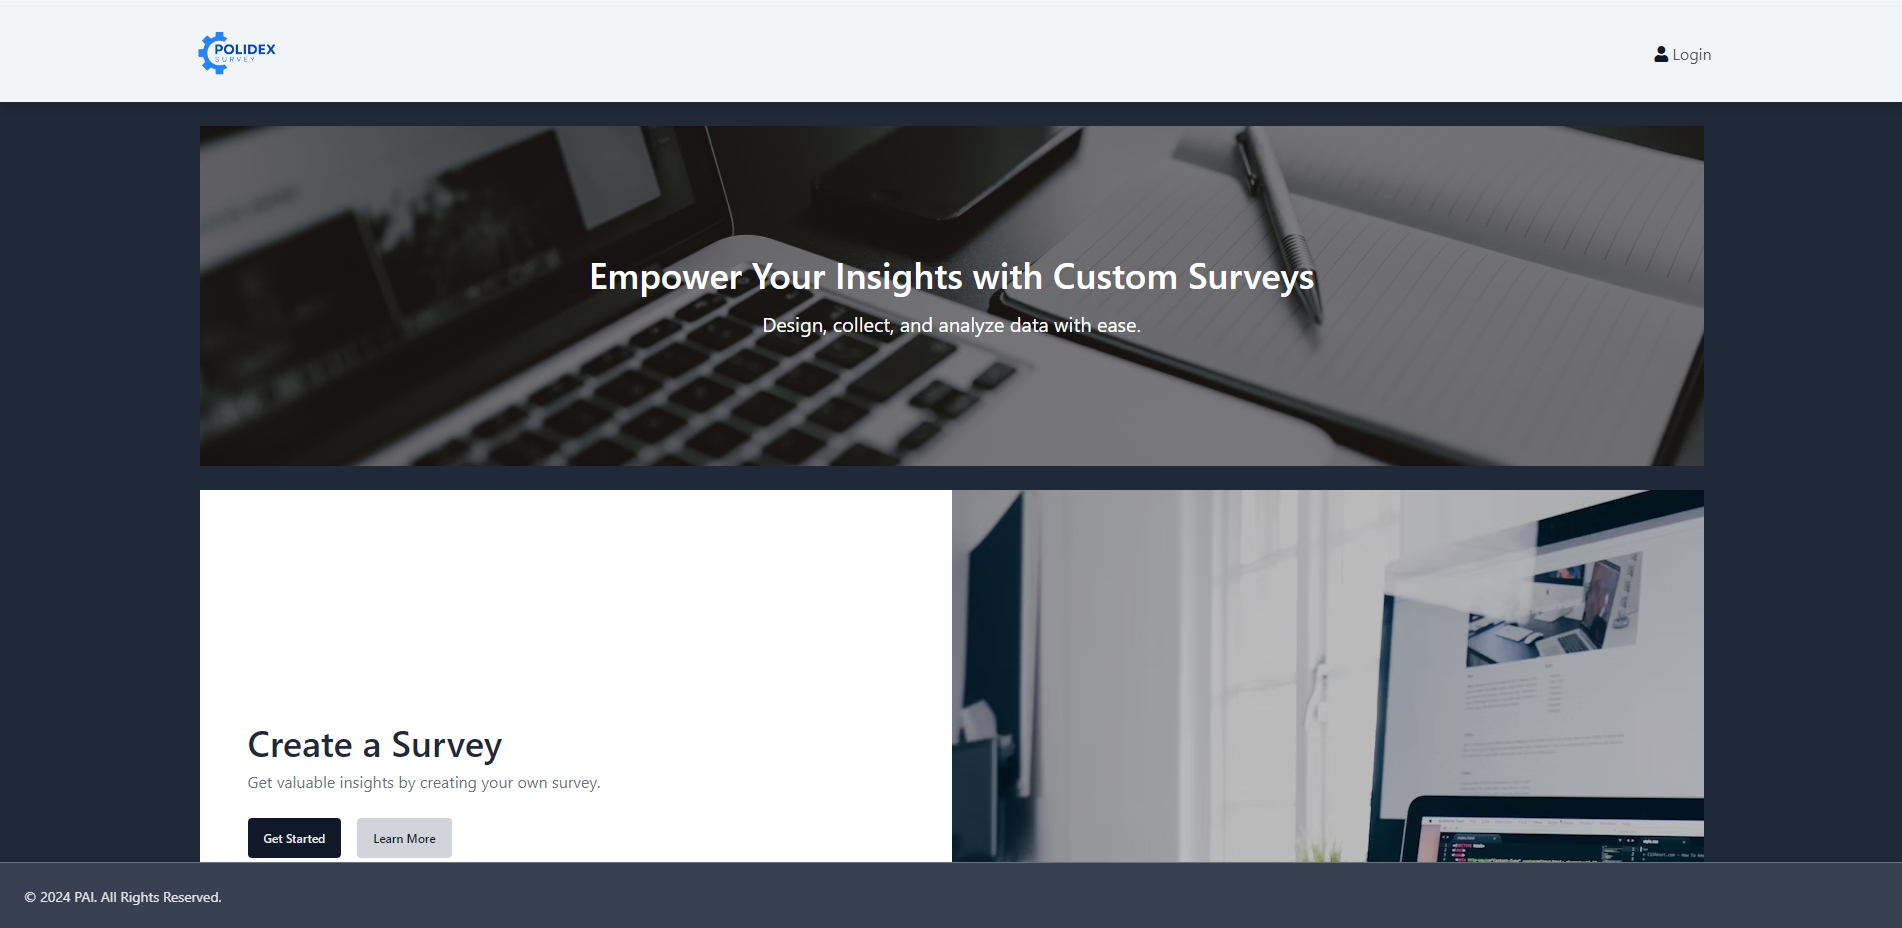 POLIDEX
SURVEY
Login
Empower Your Insights with Custom Surveys
Design, collect, and analyze data with ease.
Create a Survey
Get valuable insights by creating your own survey.
Get Started
Learn More
© 2024 PAI. All Rights Reserved.